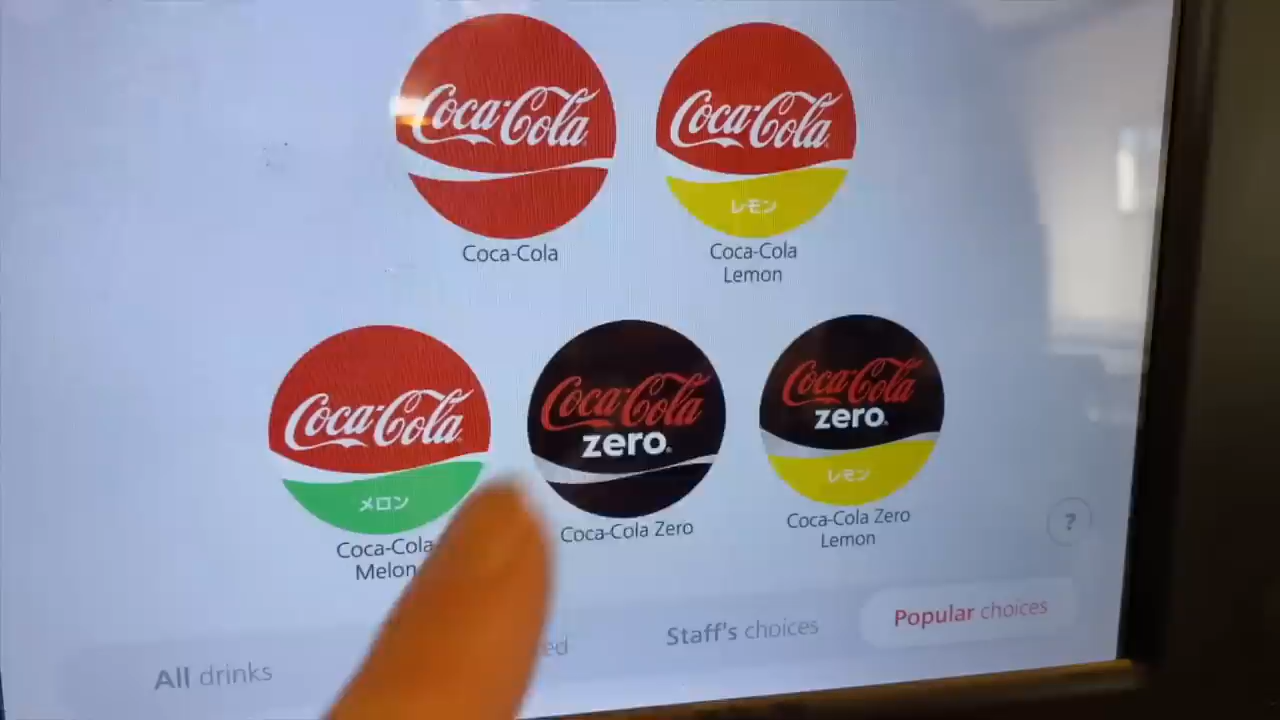 Coca-Cola
Coca-Cola
レモン
Coca-Cola
Coca-Cola
Lemon
Coca-Cola
メロン
Coca-Cola
zero.
Coca-Cola
zero.
レモン
Coca-Cola
Melon
Coca-Cola Zero
Coca-Cola Zero
Lemon
?
All drinks
Staff's choices
Popular choices